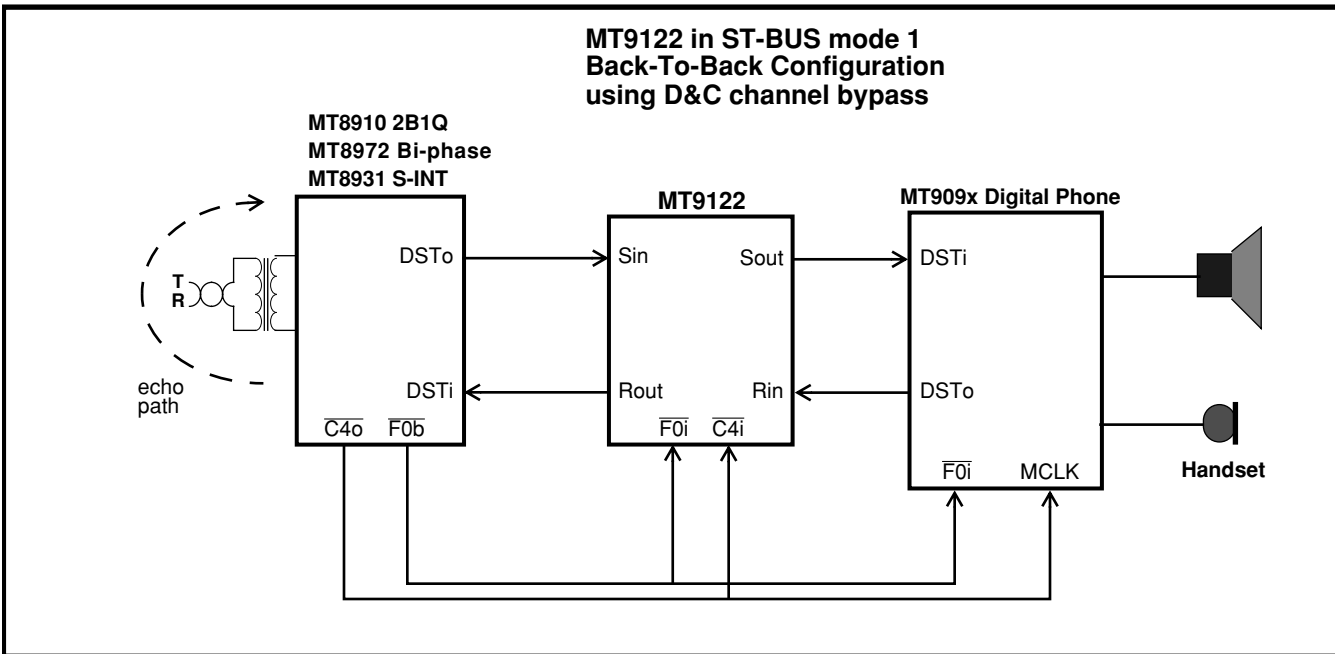 MT9122 in ST-BUS mode 1
Back-To-Back Configuration
using D&C channel bypass
MT8910 2B1Q
MT8972 Bi-phase
MT8931 S-INT
MT9122
MT909x Digital Phone
DSTo
Sin
Sout
DSTi
T
R
echo
path
DSTi
Rout
Rin
DSTo
C4o
F0b
F0i
C4i
F0i
MCLK
Handset